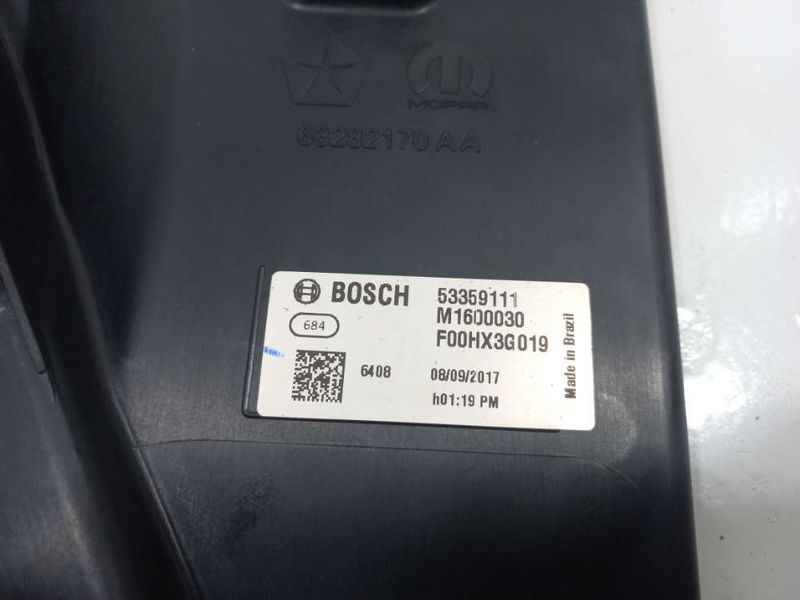 MOPAR
68282170AA
BOSCH
53359111
M1600030
F00HX3G019
684
6408
08/09/2017
h01:19 PM
Made in Brazil